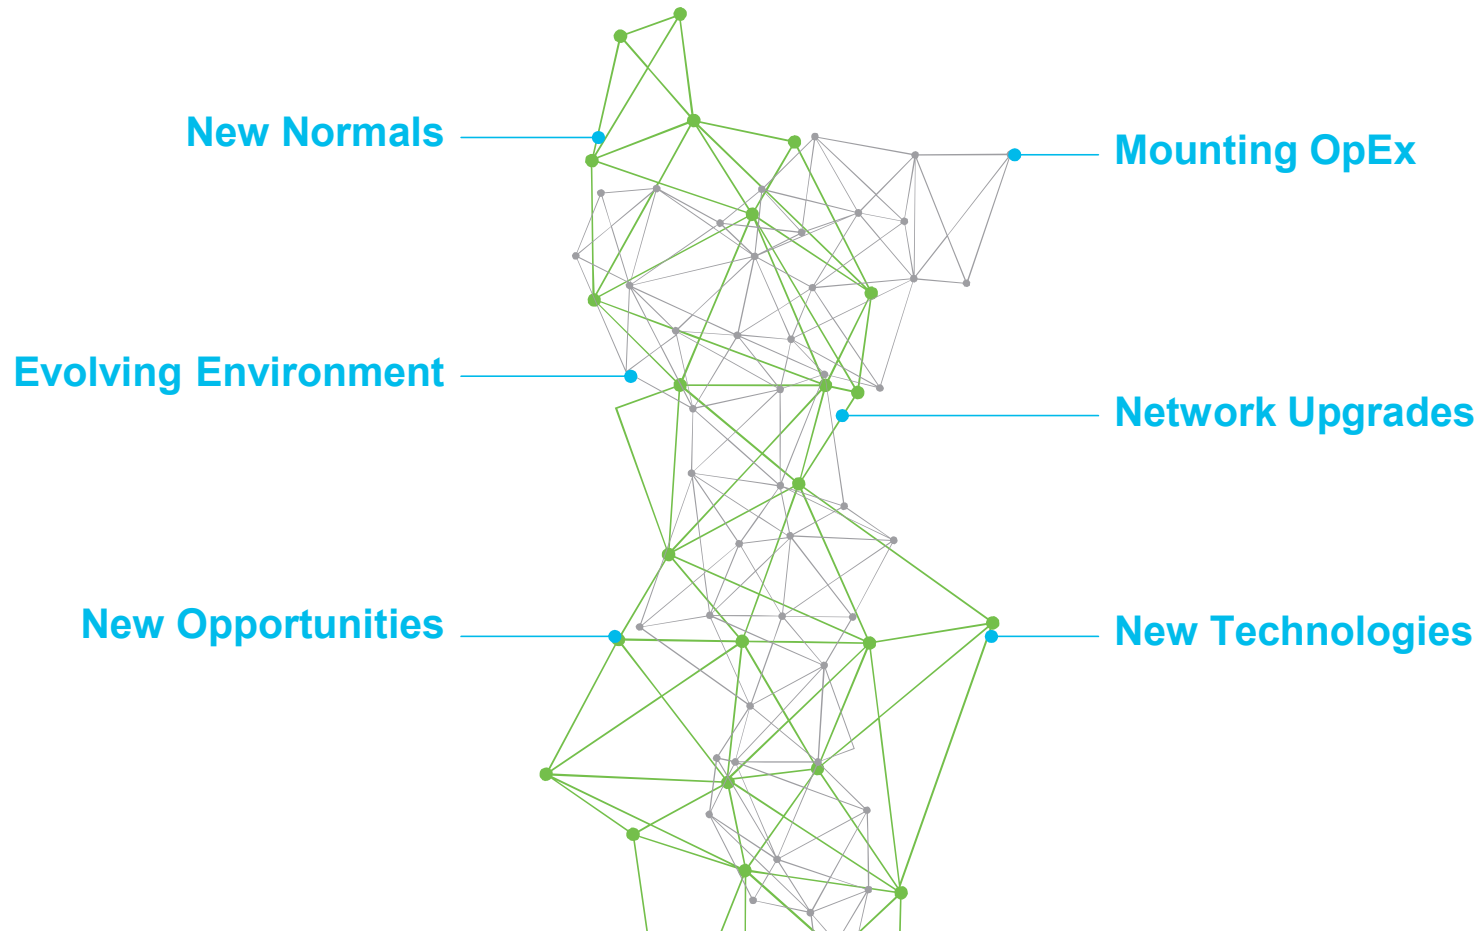 New Normals
Mounting OpEx
Evolving Environment
Network Upgrades
New Opportunities
New Technologies